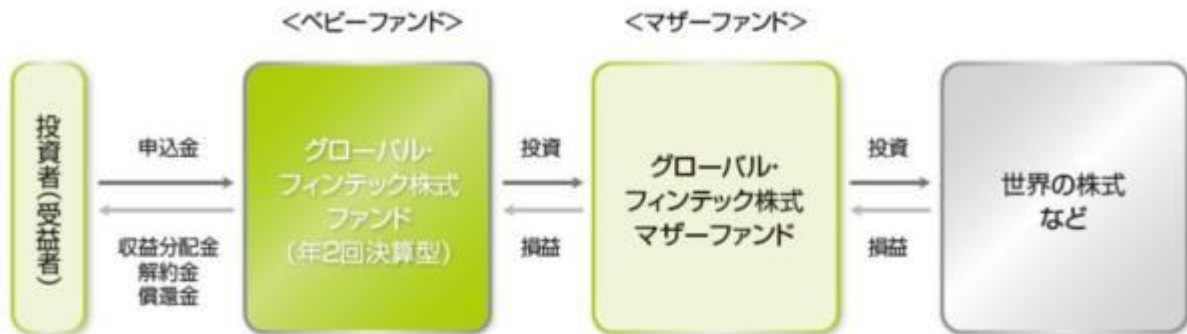 <ベビーファンド>
<マザーファンド>
投資者(受益者)
申込金
収益分配金
解約金
償還金
グローバル・
フィンテック株式
ファンド
(年2回決算型)
投資
損益
グローバル・
フィンテック株式
マザーファンド
投資
損益
世界の株式
など